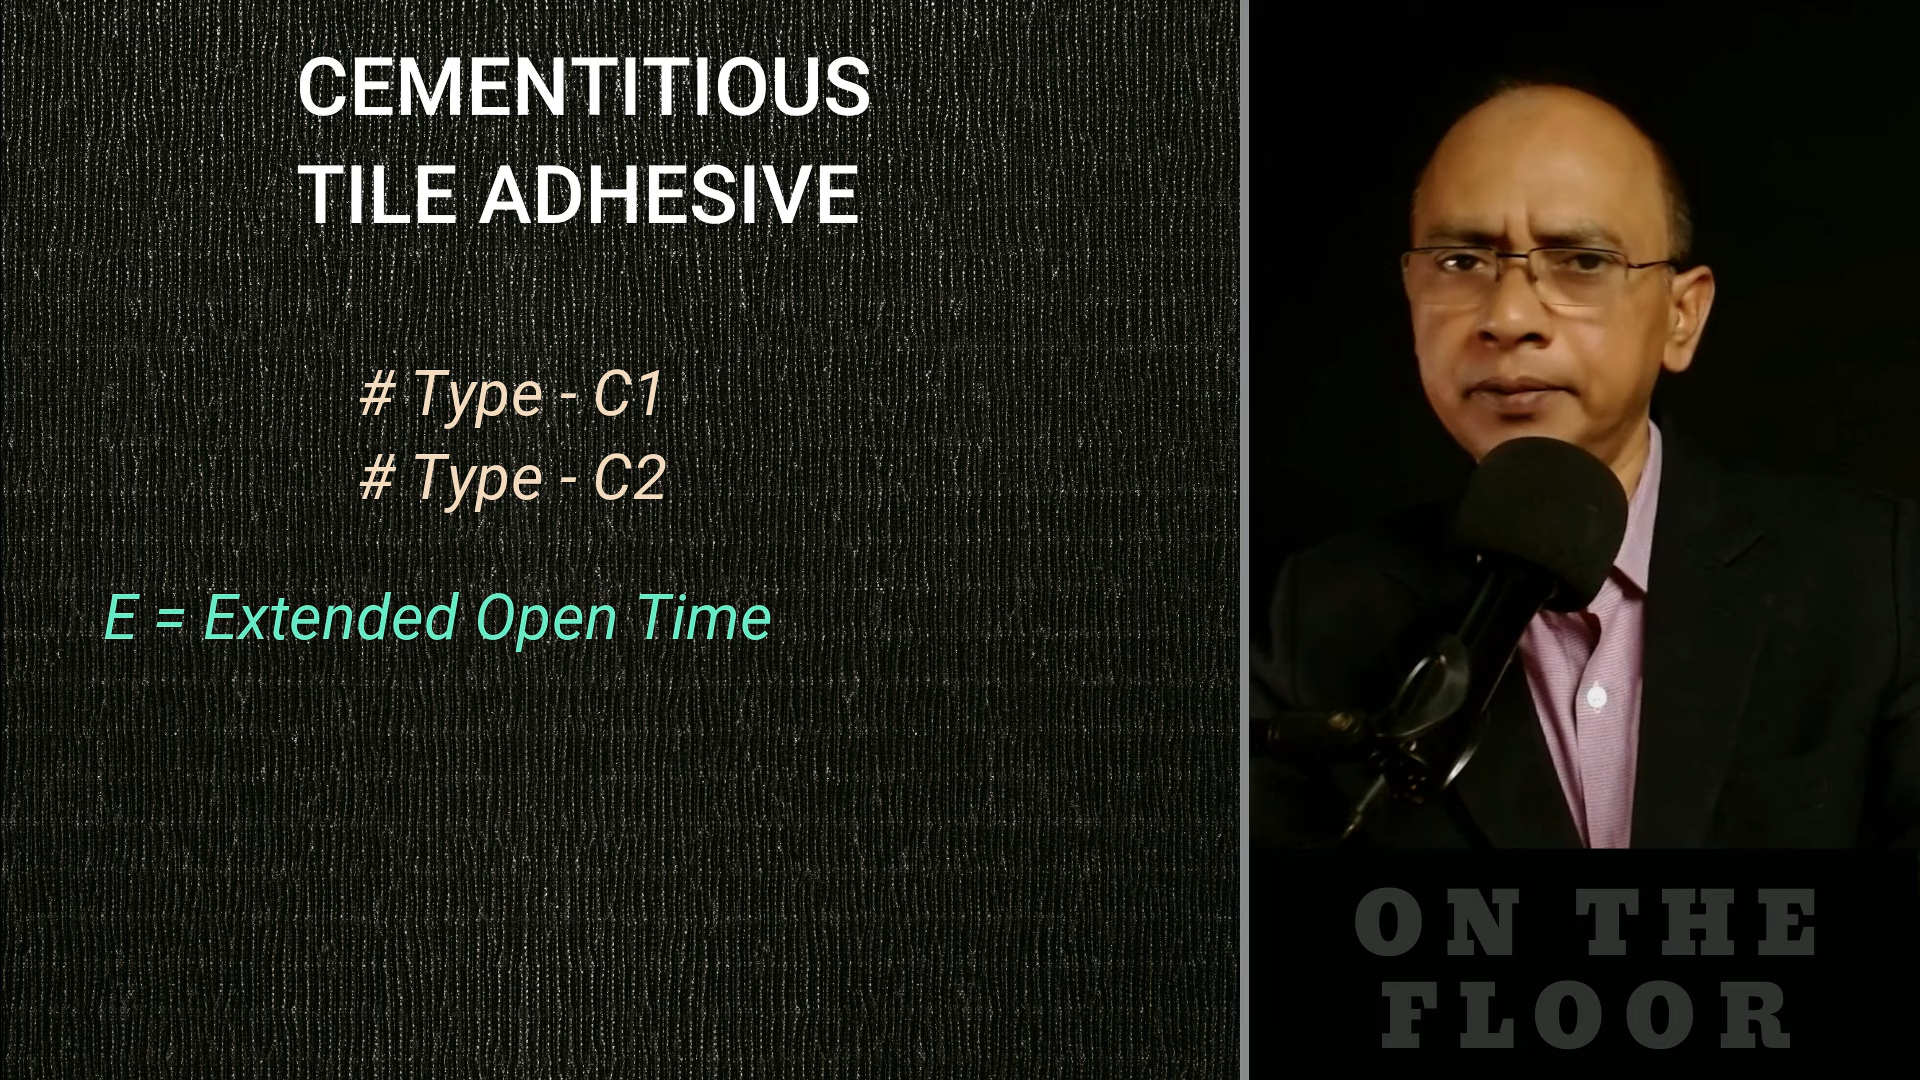 CEMENTITIOUS
TILE ADHESIVE
# Type - C1
# Type - C2
E = Extended Open Time
ON THE
FLOOR